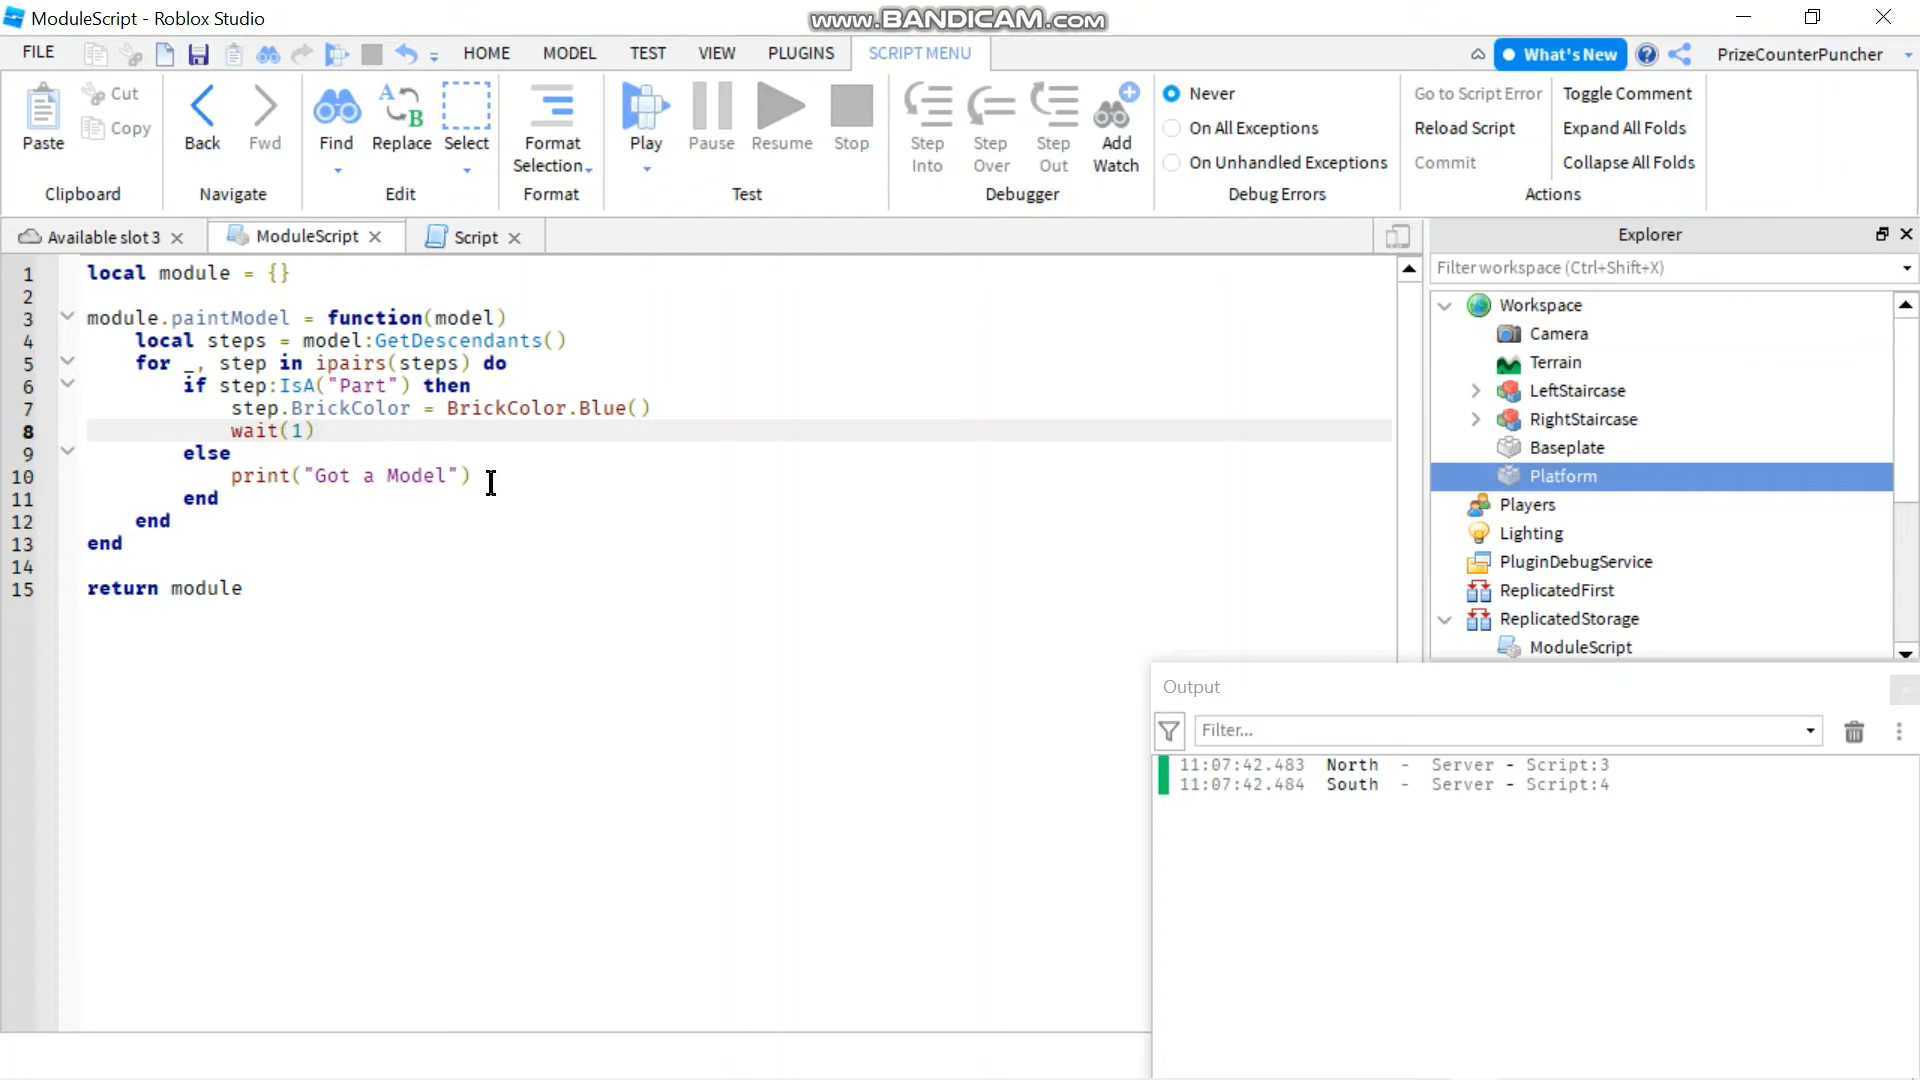 ModuleScript - Roblox Studio
www.BANDICAM.com
FILE HOME MODEL TEST VIEW PLUGINS SCRIPT MENU What's New PrizeCounterPuncher
Paste
Cut
Copy
Clipboard
Back
Fwd
Navigate
Find
Replace
Select
Edit
Format
Selection
Format
Play
Pause
Resume
Stop
Test
Step
Into
Step
Over
Step
Out
Add
Watch
Debugger
Never
On All Exceptions
On Unhandled Exceptions
Debug Errors
Go to Script Error
Reload Script
Commit
Toggle Comment
Expand All Folds
Collapse All Folds
Actions
Available slot 3
ModuleScript
Script
1 local module = {}
2
3 module.paintModel = function(model)
4 local steps = model:GetDescendants()
5 for _, step in ipairs(steps) do
6 if step:IsA("Part") then
7 step.BrickColor = BrickColor.Blue()
8 wait(1)
9 else
10 print("Got a Model")
11 end
12 end
13 end
14
15 return module
Explorer
Filter workspace (Ctrl+Shift+X)
Workspace
Camera
Terrain
LeftStaircase
RightStaircase
Baseplate
Platform
Players
Lighting
PluginDebugService
ReplicatedFirst
ReplicatedStorage
ModuleScript
Output
Filter...
11:07:42.483 North - Server - Script:3
11:07:42.484 South - Server - Script:4